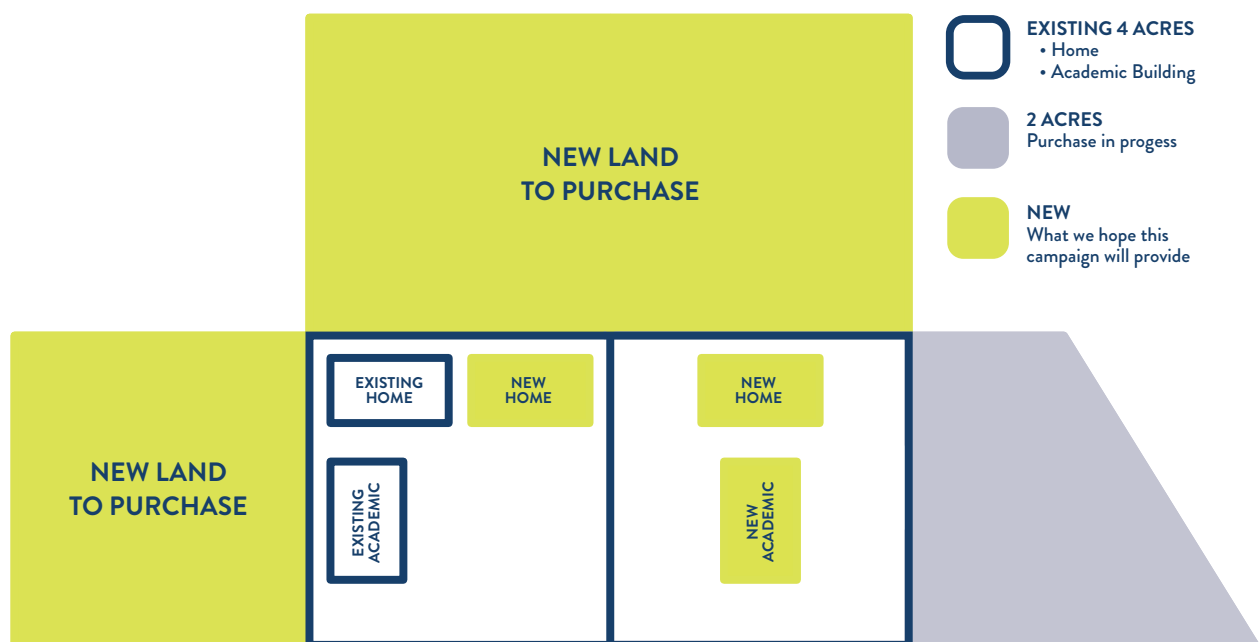 NEW LAND
TO PURCHASE
EXISTING 4 ACRES
• Home
• Academic Building
2 ACRES
Purchase in progess
NEW
What we hope this
campaign will provide
NEW LAND
TO PURCHASE
EXISTING
HOME
NEW
HOME
NEW
HOME
EXISTING
ACADEMIC
NEW
ACADEMIC